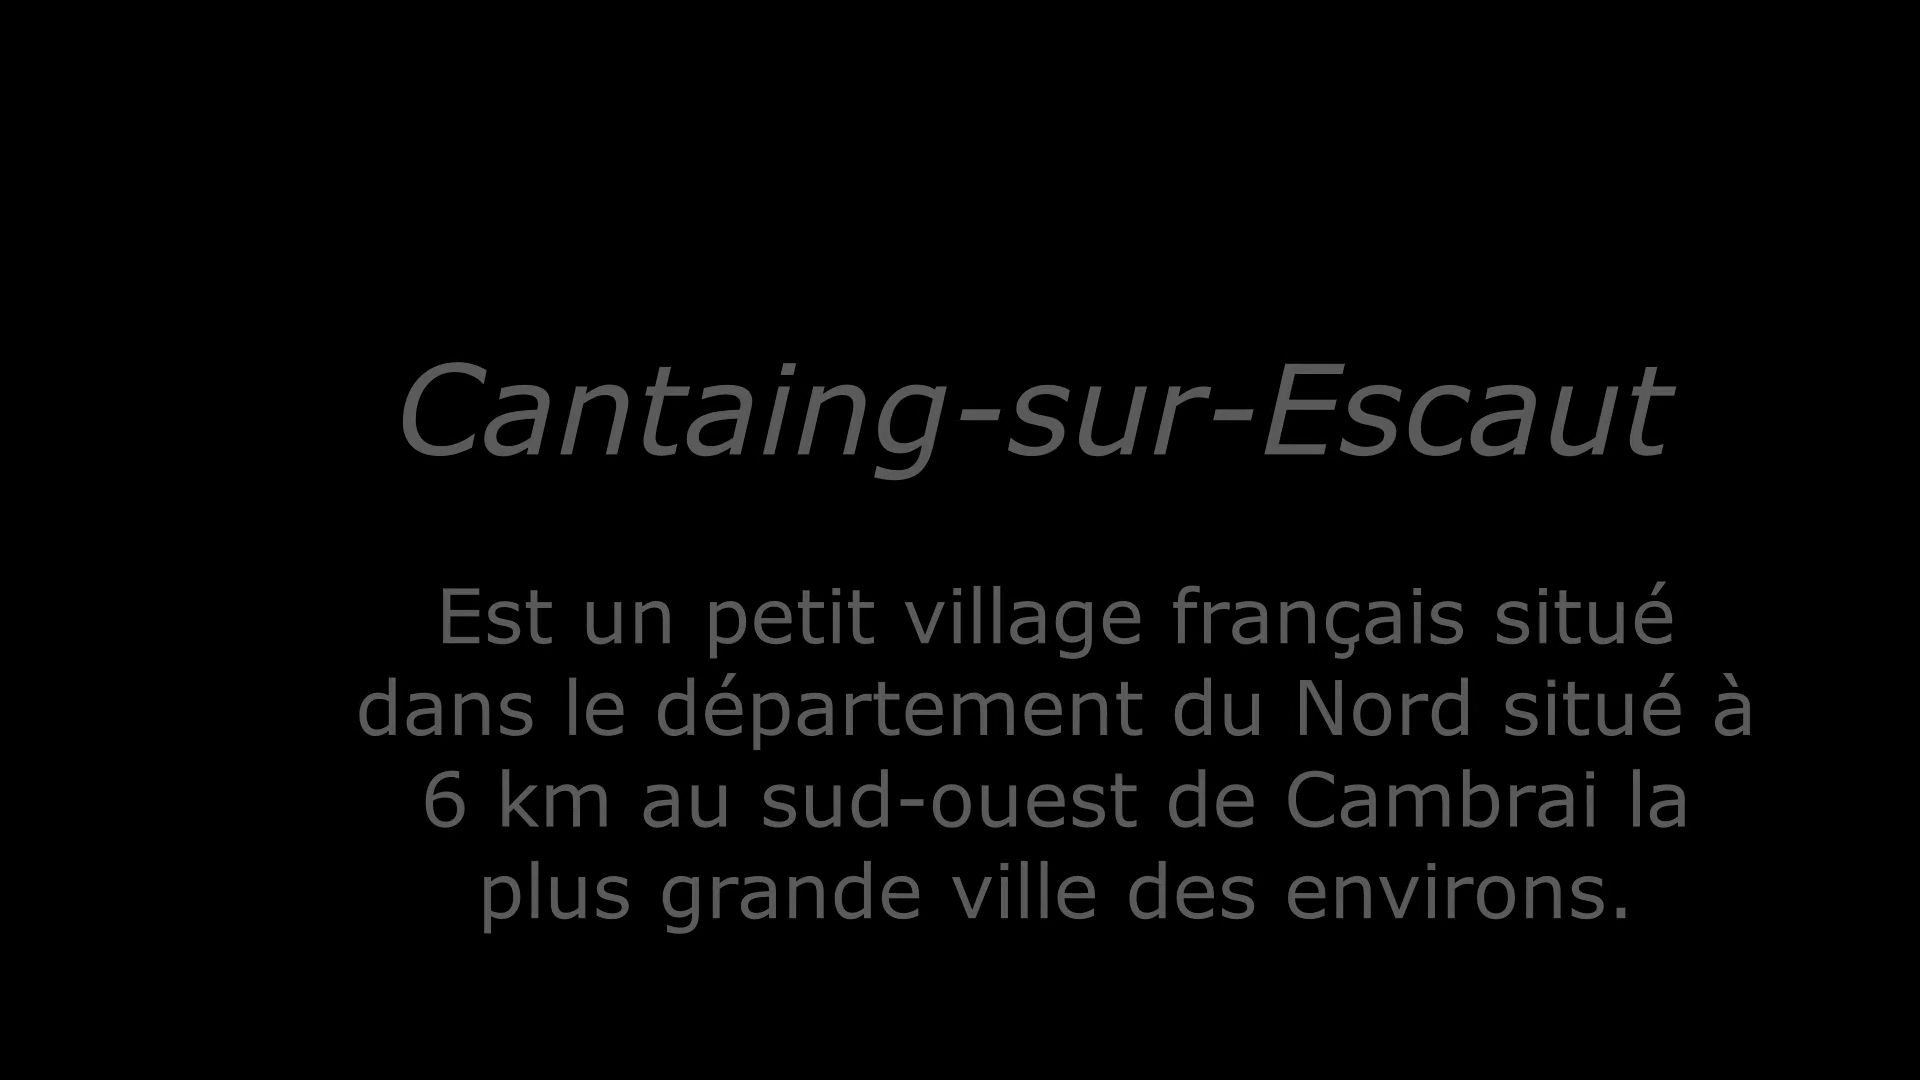 Cantaing-sur-Escaut
Est un petit village français situé
dans le département du Nord situé à
6 km au sud-ouest de Cambrai la
plus grande ville des environs.